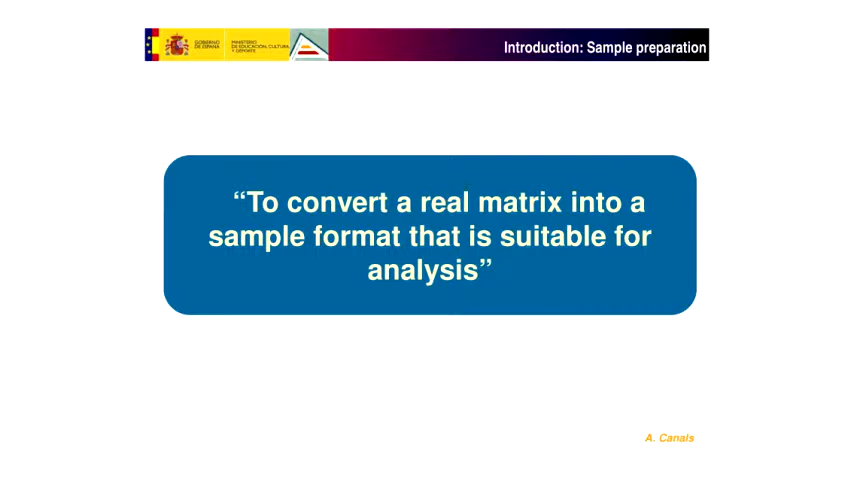 GOBIERNO
DE ESPAÑA
MINISTERIO
DE EDUCACIÓN, CULTURA
Y DEPORTE
Introduction: Sample preparation
“To convert a real matrix into a
sample format that is suitable for
analysis”
A. Canals